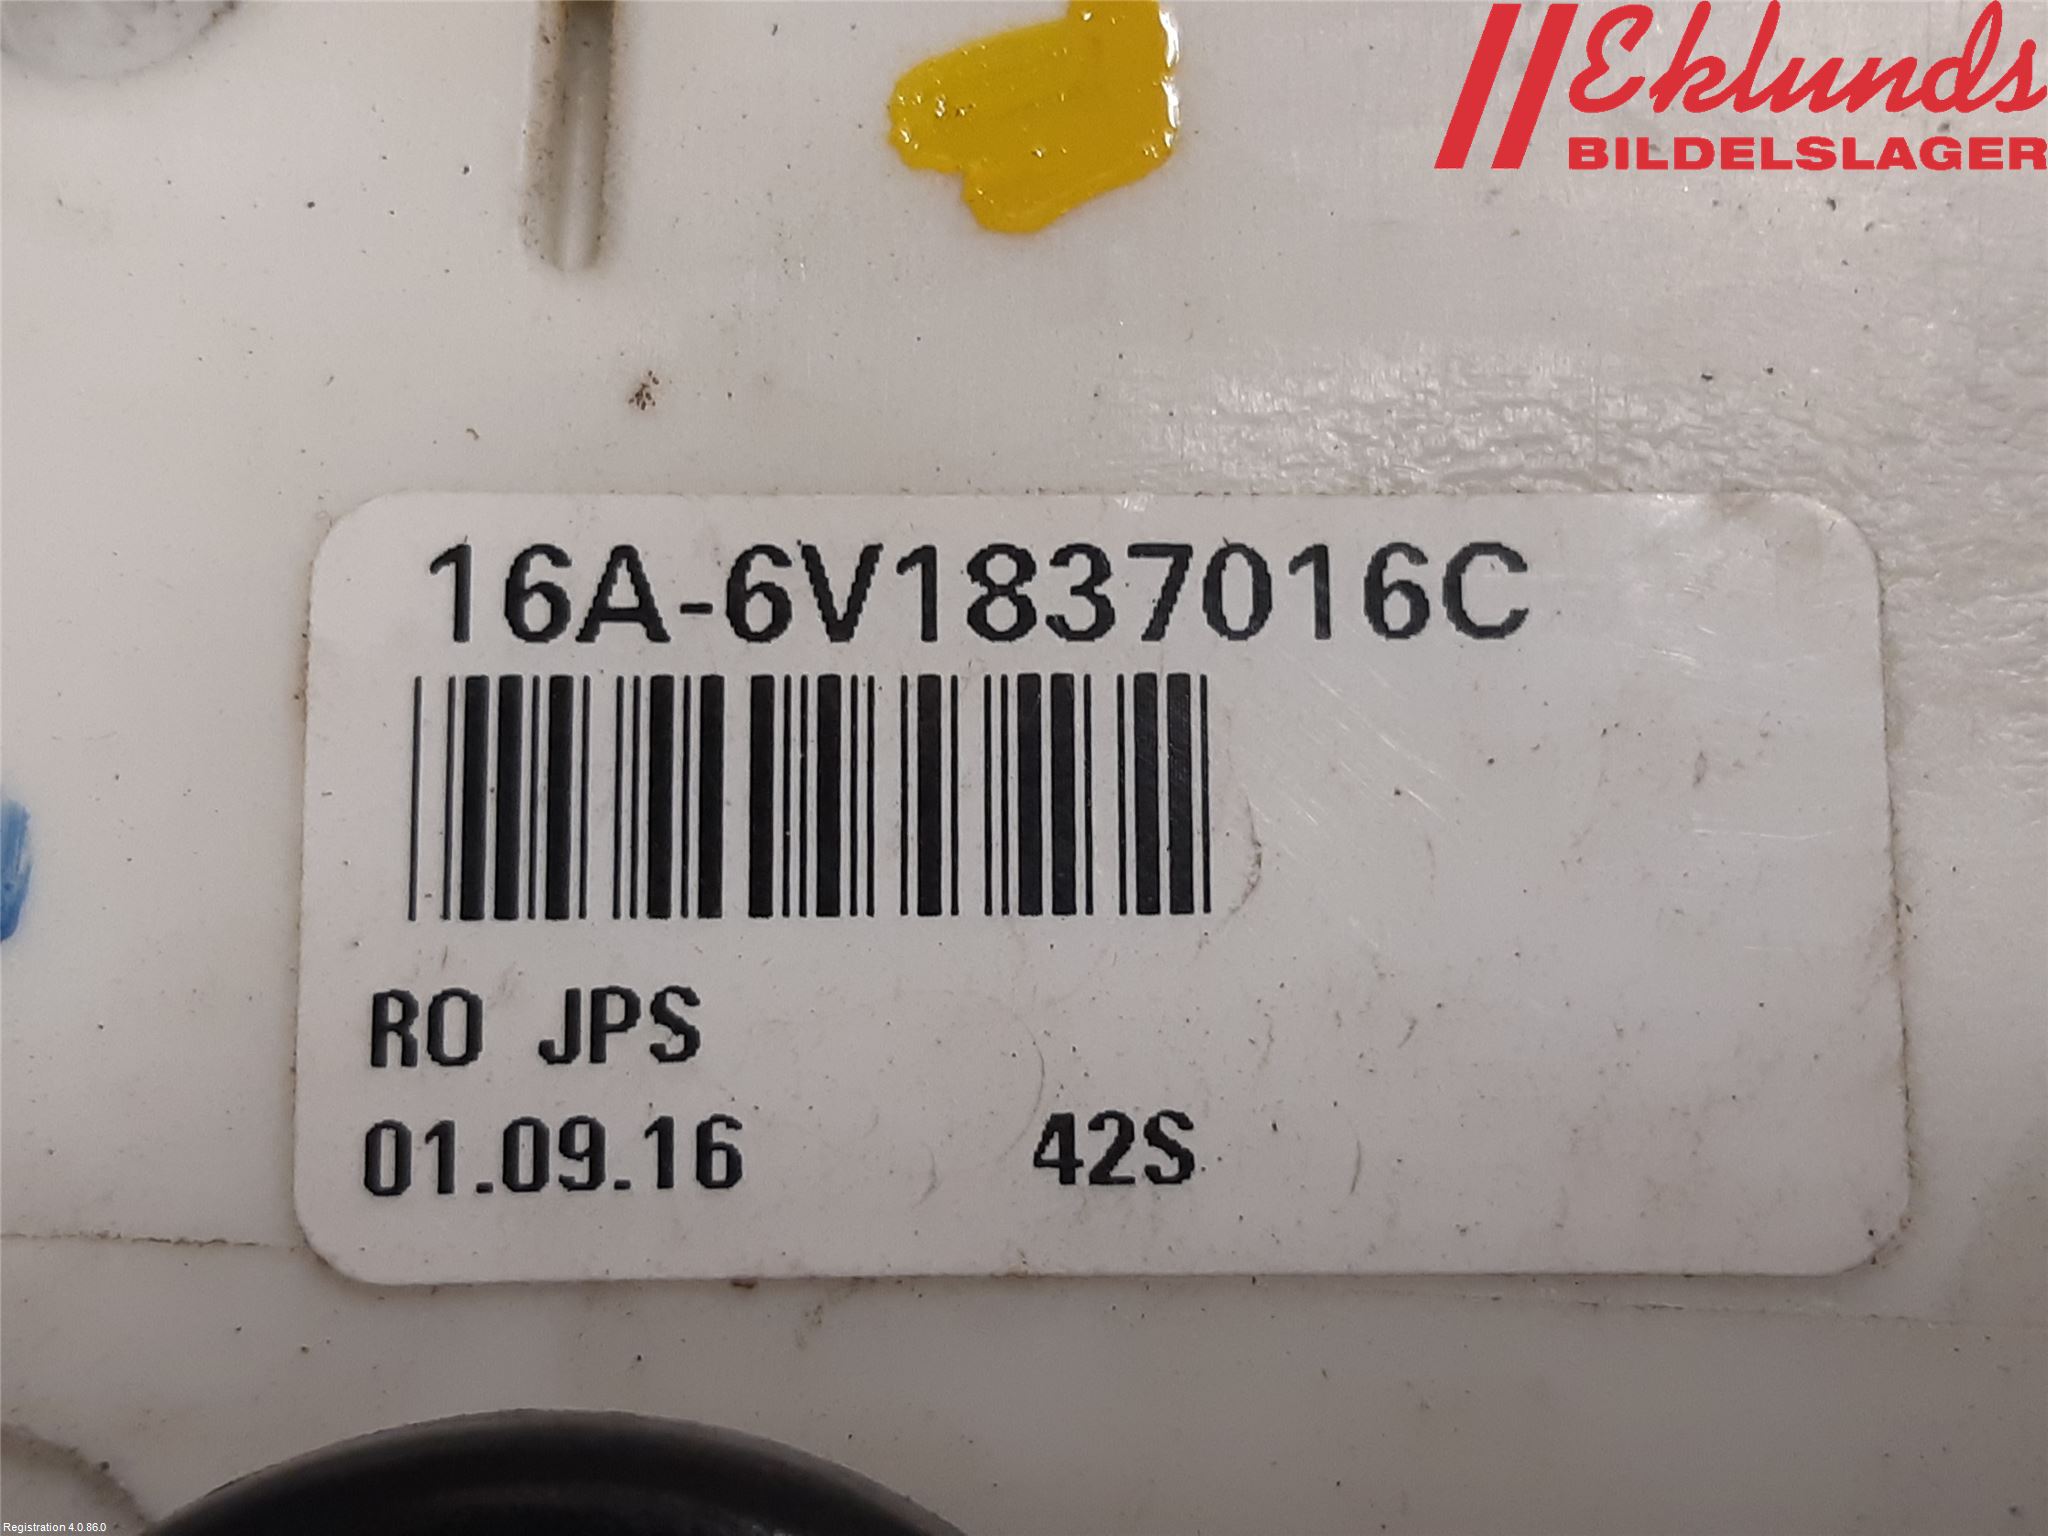 Eklunds
BILDELSLAGER
16A-6V1837016C
RO JPS
01.09.16 42S
Registration 4.0.86.0